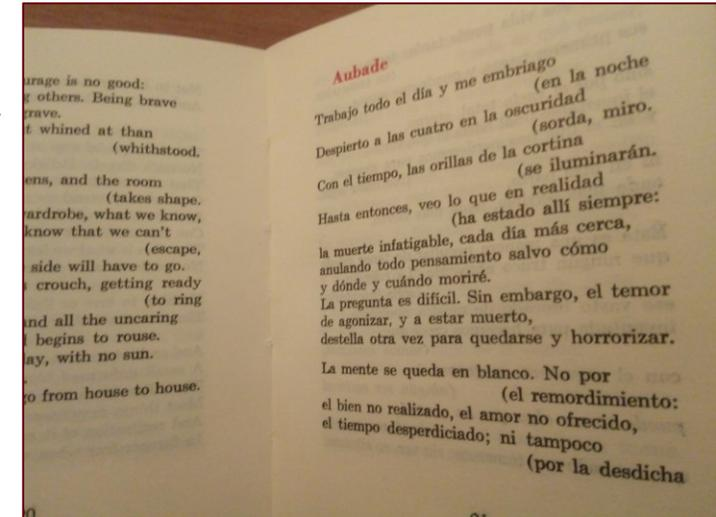 urage is no good:
g others. Being brave
rave.
t whined at than
(whithstood.
ens, and the room
(takes shape.
ardrobe, what we know,
know that we can't
(escape,
side will have to go.
crouch, getting ready
(to ring
and all the uncaring
begins to rouse.
ay, with no sun.
o from house to house.
Aubade
Trabajo todo el día y me embriago
(en la noche
Despierto a las cuatro en la oscuridad
(sorda, miro.
Con el tiempo, las orillas de la cortina
(se iluminarán.
Hasta entonces, veo lo que en realidad
(ha estado allí siempre:
la muerte infatigable, cada día más cerca,
anulando todo pensamiento salvo cómo
y dónde y cuándo moriré.
La pregunta es difícil. Sin embargo, el temor
de agonizar, y a estar muerto,
destella otra vez para quedarse y horrorizar.
La mente se queda en blanco. No por
(el remordimiento:
el bien no realizado, el amor no ofrecido,
el tiempo desperdiciado; ni tampoco
(por la desdicha